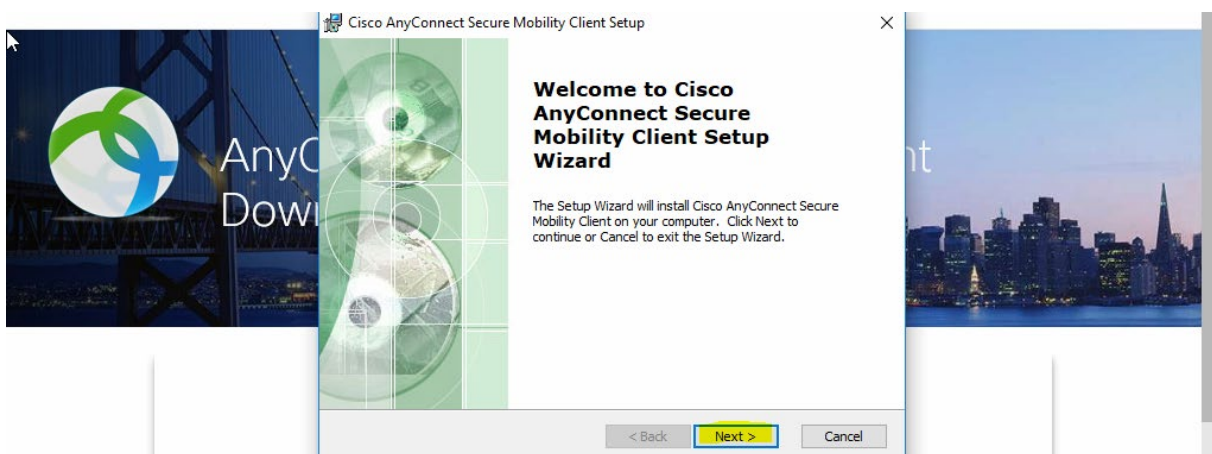 Cisco AnyConnect Secure Mobility Client Setup
AnyC
Dow
nt
Welcome to Cisco
AnyConnect Secure
Mobility Client Setup
Wizard
The Setup Wizard will install Cisco AnyConnect Secure
Mobility Client on your computer. Click Next to
continue or Cancel to exit the Setup Wizard.
< Back
Next >
Cancel